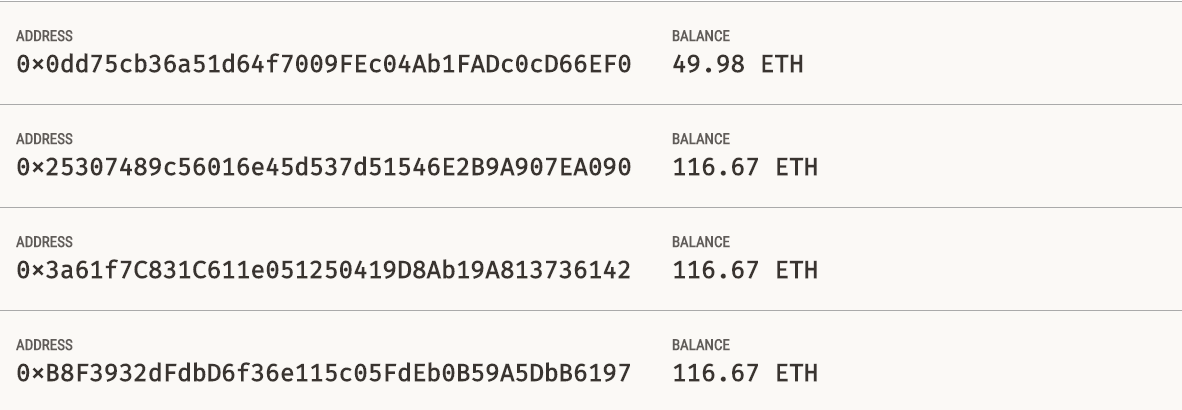 ADDRESS BALANCE
0x0dd75cb36a51d64f7009FEc04Ab1FADc0cD66EF0 49.98 ETH
ADDRESS BALANCE
0x25307489c56016e45d537d51546E2B9A907EA090 116.67 ETH
ADDRESS BALANCE
0x3a61f7C831C611e051250419D8Ab19A813736142 116.67 ETH
ADDRESS BALANCE
0xB8F3932dFdbD6f36e115c05FdEb0B59A5DbB6197 116.67 ETH